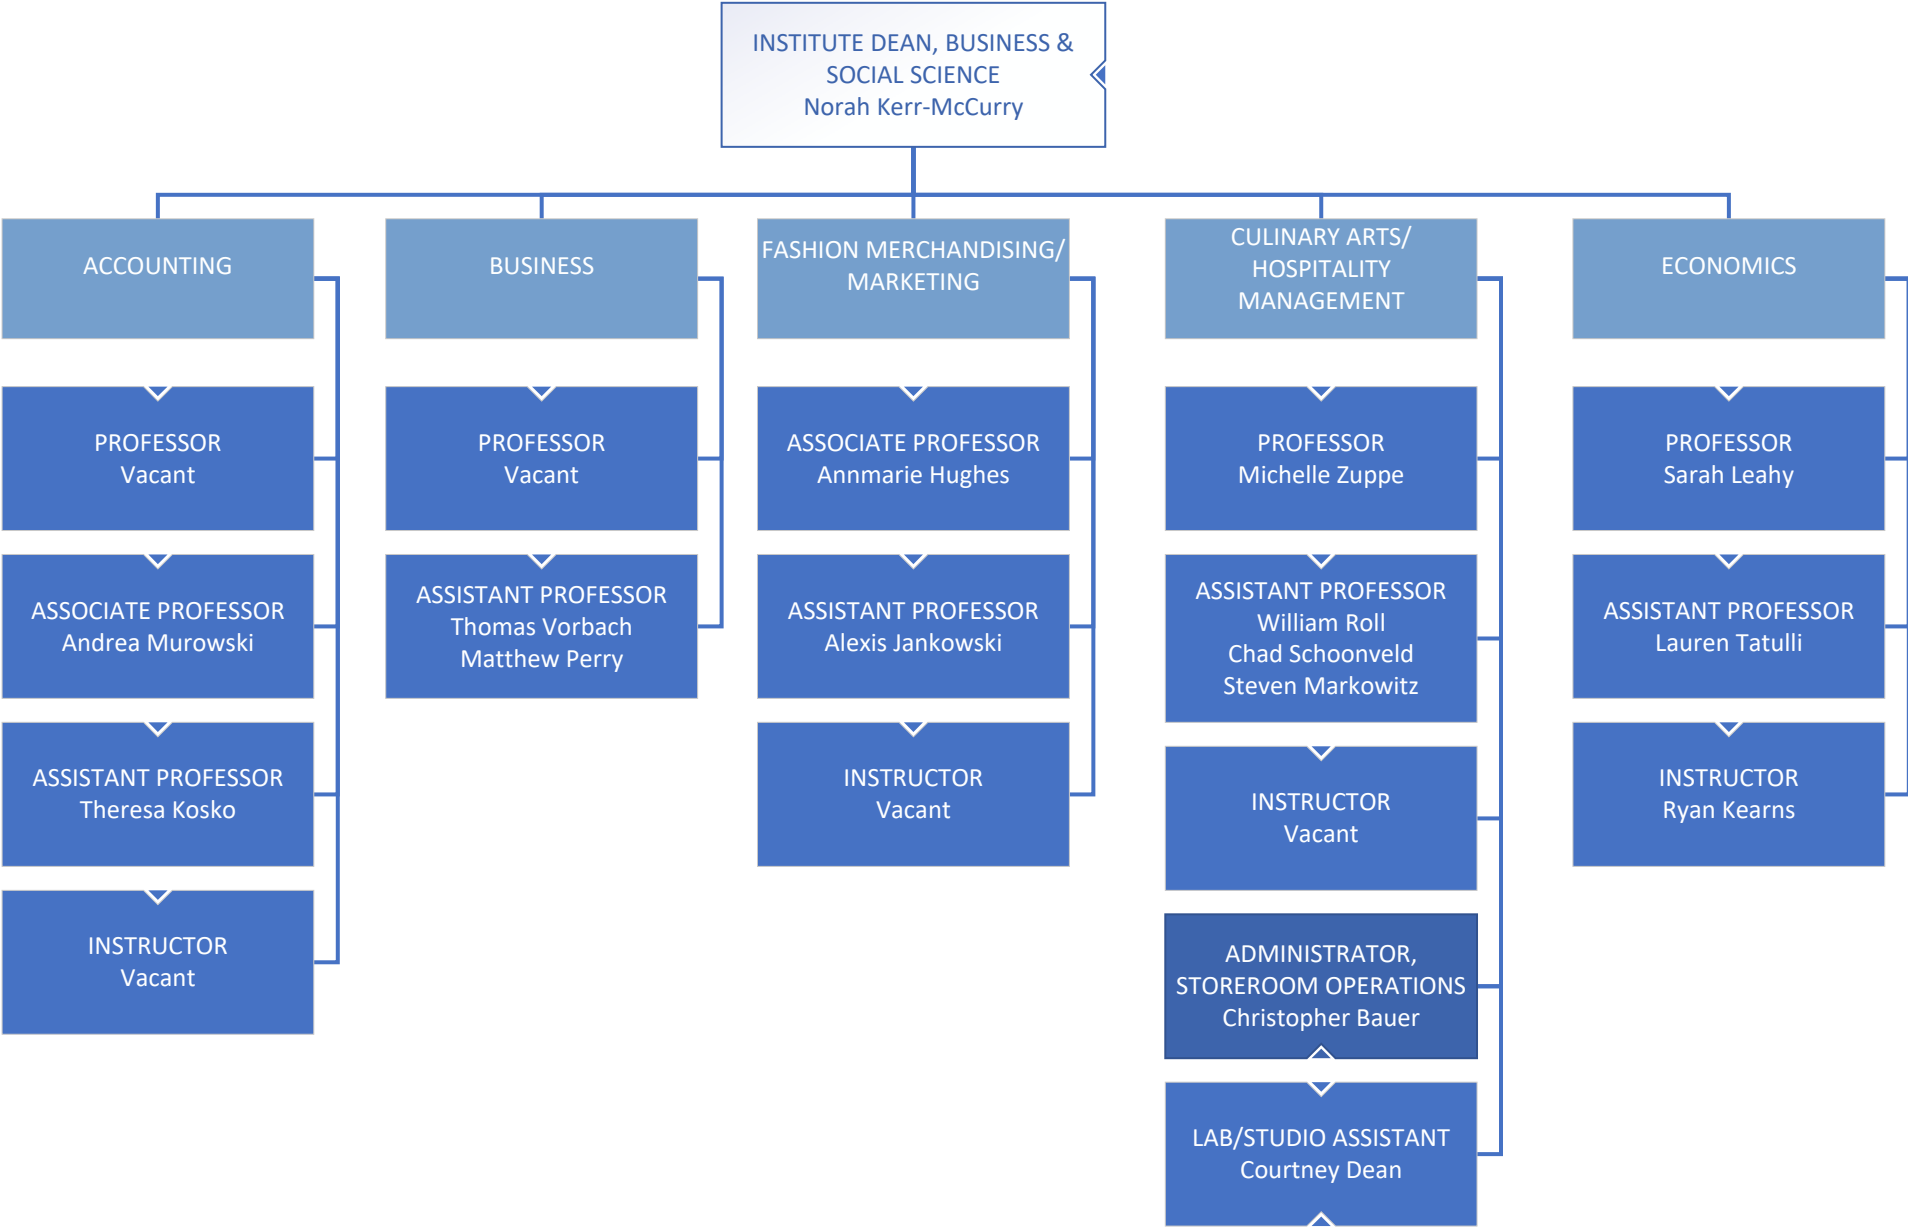 INSTITUTE DEAN, BUSINESS &
SOCIAL SCIENCE
Norah Kerr-McCurry
ACCOUNTING
PROFESSOR
Vacant
ASSOCIATE PROFESSOR
Andrea Murowski
ASSISTANT PROFESSOR
Theresa Kosko
INSTRUCTOR
Vacant
BUSINESS
PROFESSOR
Vacant
ASSISTANT PROFESSOR
Thomas Vorbach
Matthew Perry
FASHION MERCHANDISING/
MARKETING
ASSOCIATE PROFESSOR
Annmarie Hughes
ASSISTANT PROFESSOR
Alexis Jankowski
INSTRUCTOR
Vacant
CULINARY ARTS/
HOSPITALITY
MANAGEMENT
PROFESSOR
Michelle Zuppe
ASSISTANT PROFESSOR
William Roll
Chad Schoonveld
Steven Markowitz
INSTRUCTOR
Vacant
ADMINISTRATOR,
STOREROOM OPERATIONS
Christopher Bauer
LAB/STUDIO ASSISTANT
Courtney Dean
ECONOMICS
PROFESSOR
Sarah Leahy
ASSISTANT PROFESSOR
Lauren Tatulli
INSTRUCTOR
Ryan Kearns